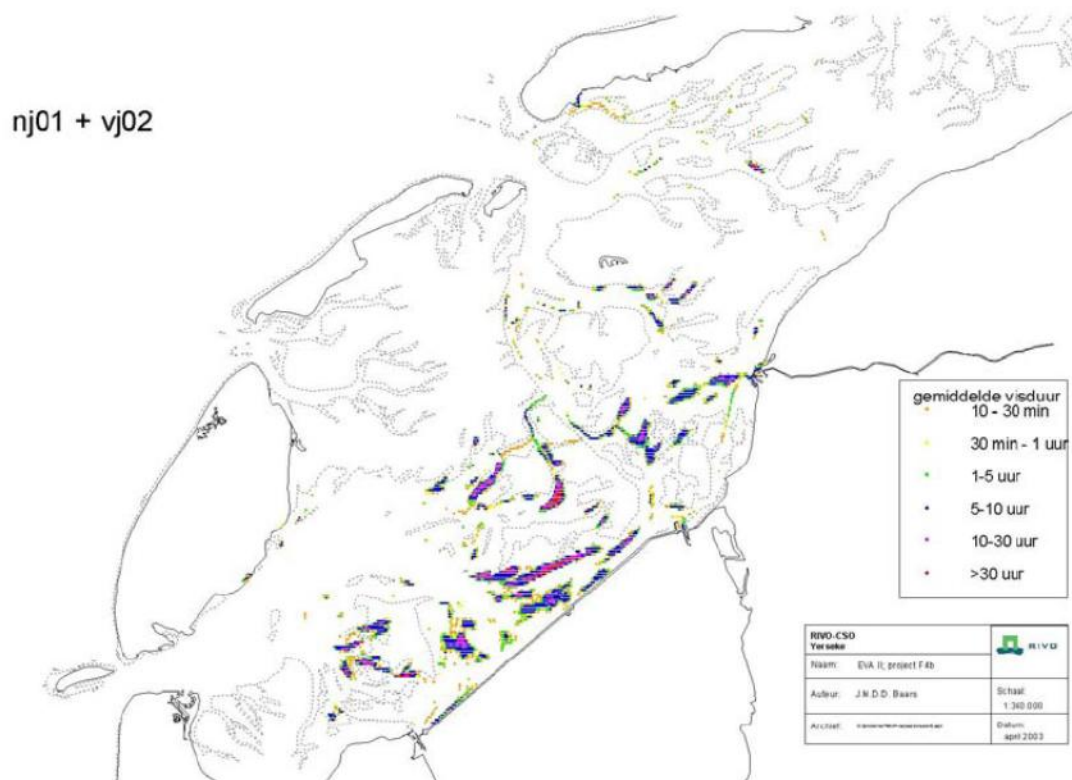 nj01 + vj02
gemiddelde visduur
10 - 30 min
30 min - 1 uur
1-5 uur
5-10 uur
10-30 uur
>30 uur
RIVO-CSO
Yerseke
RIVO
Naam: EVA II; project F4b
Auteur: J.M.D.D. Baars
Schaal:
1:340.000
Archief:
Datum:
april 2003